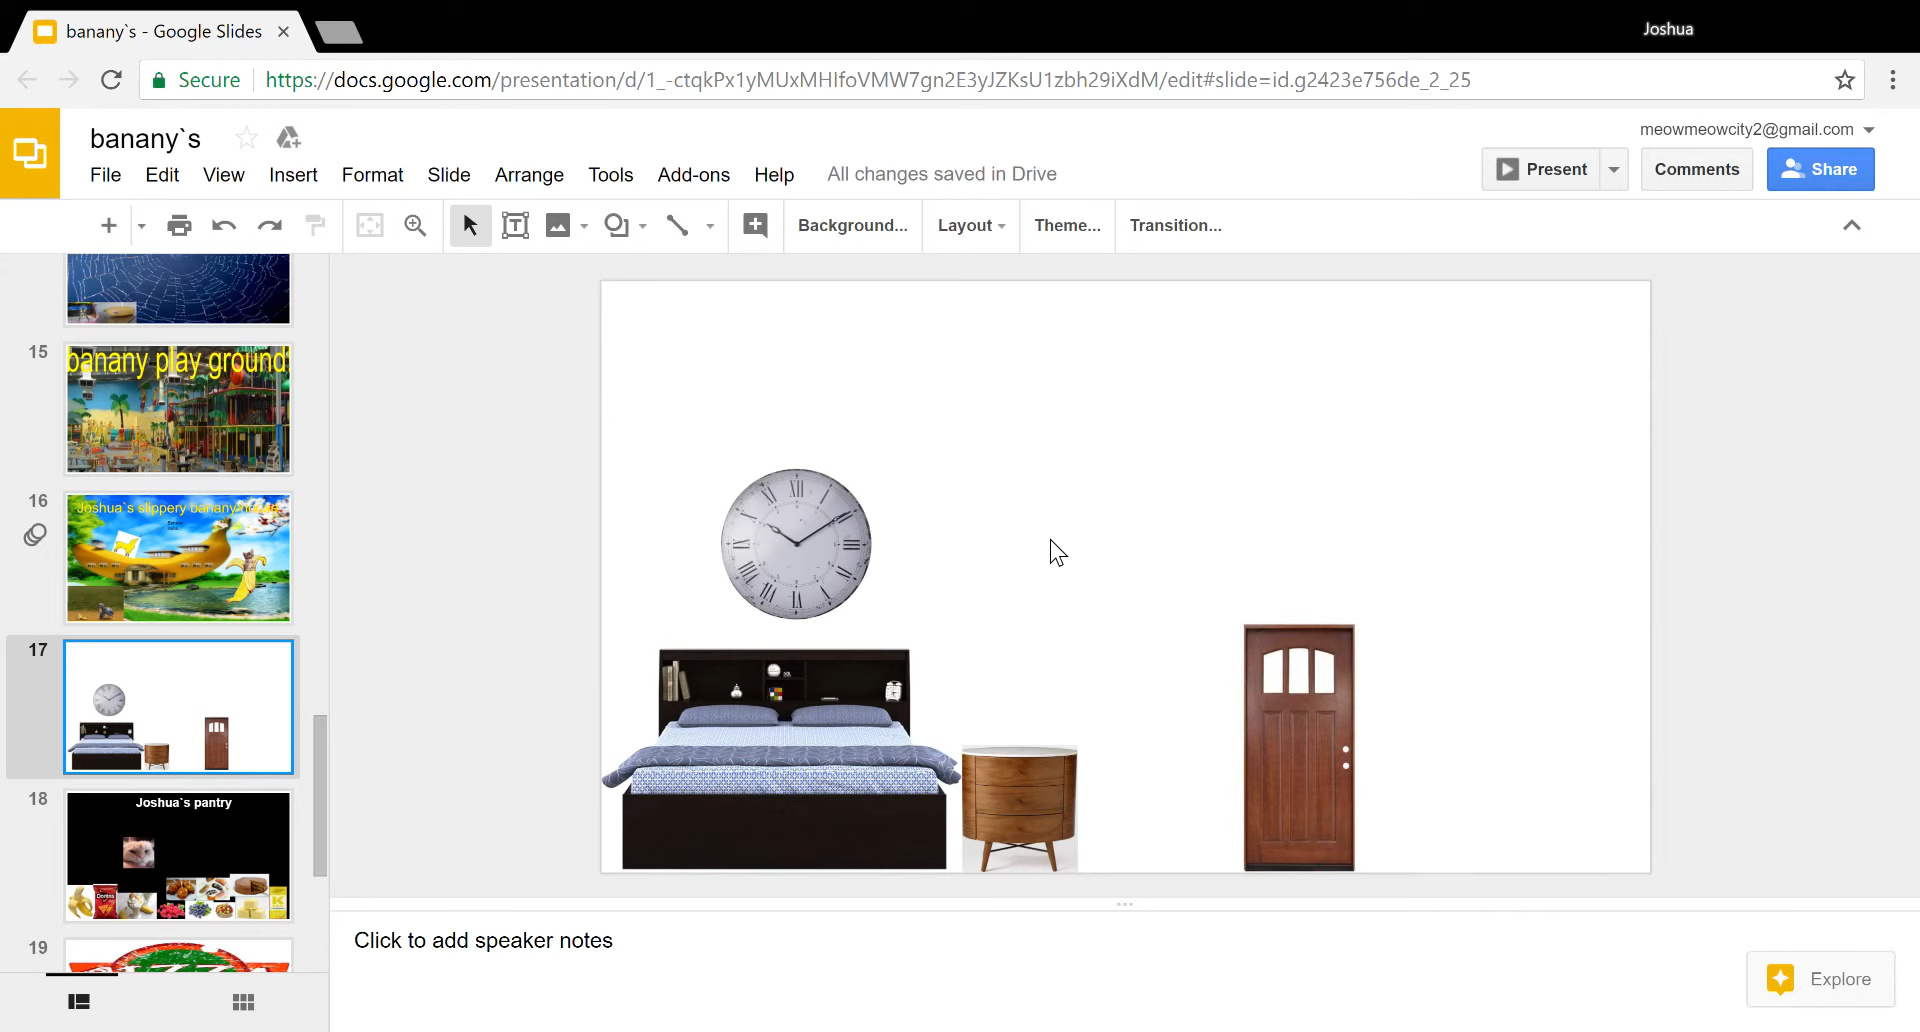 banany`s - Google Slides
Joshua
Secure https://docs.google.com/presentation/d/1_-ctqkPx1yMUxMHIfoVMW7gn2E3yJZKsU1zbh29iXdM/edit#slide=id.g2423e756de_2_25
banany`s
meowmeowcity2@gmail.com
File Edit View Insert Format Slide Arrange Tools Add-ons Help All changes saved in Drive
Present Comments Share
Background... Layout Theme... Transition...
15
banany play ground
16
Joshua`s slippery banany house
17
18
Joshua`s pantry
Doritos
19
PIZZA
Click to add speaker notes
Explore